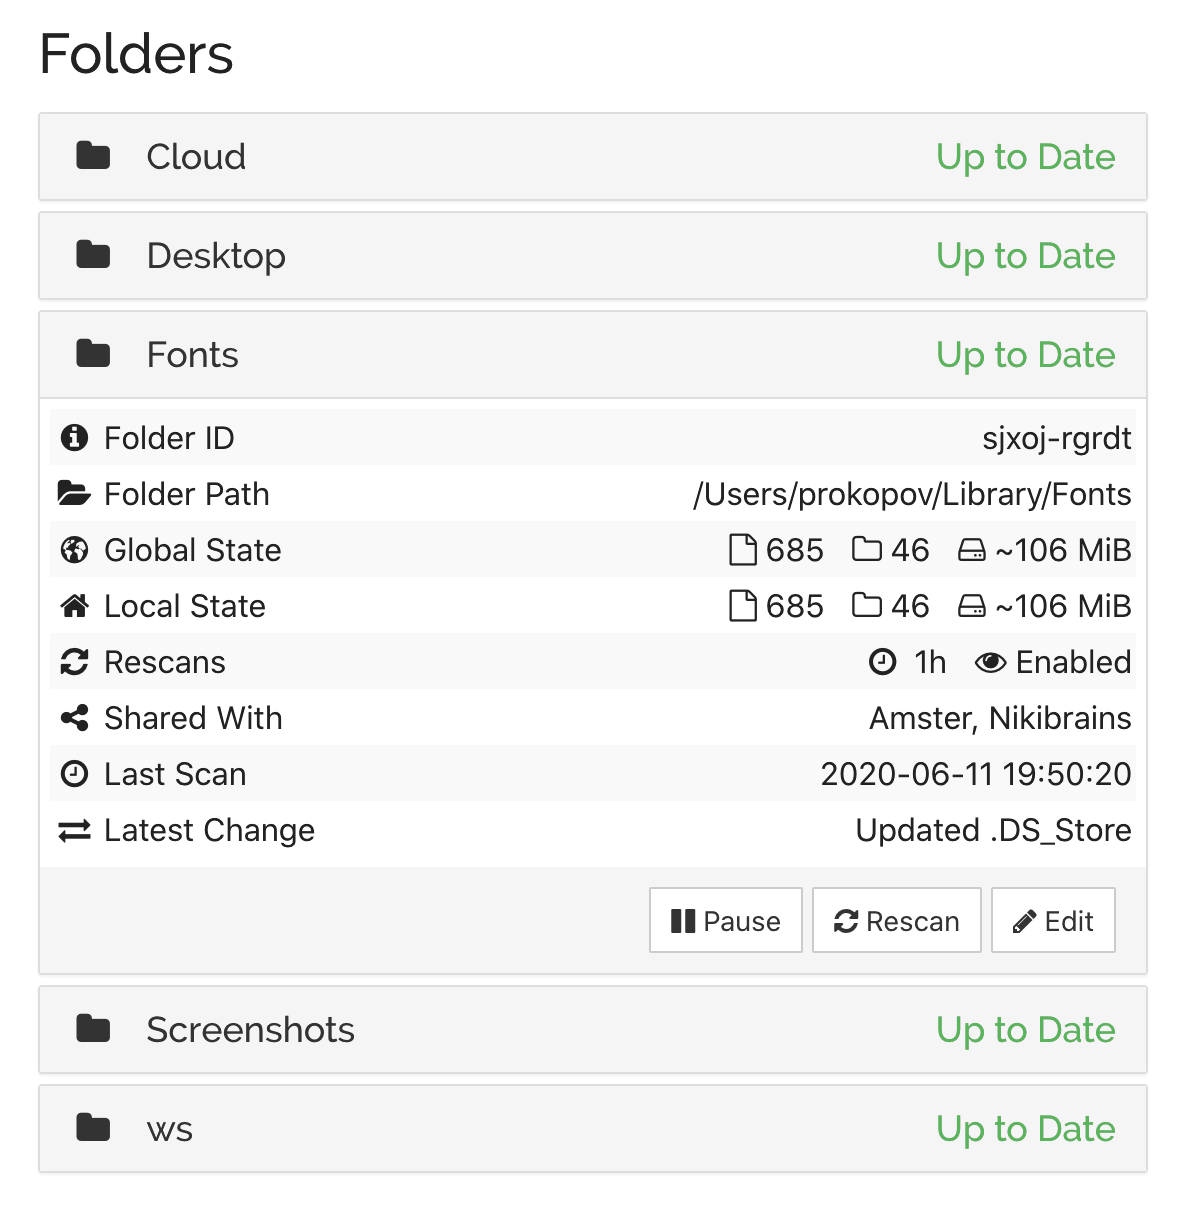 Folders
Cloud Up to Date
Desktop Up to Date
Fonts Up to Date
Folder ID sjxoj-rgrdt
Folder Path /Users/prokopov/Library/Fonts
Global State 685 46 ~106 MiB
Local State 685 46 ~106 MiB
Rescans 1h Enabled
Shared With Amster, Nikibrains
Last Scan 2020-06-11 19:50:20
Latest Change Updated .DS_Store
Pause Rescan Edit
Screenshots Up to Date
ws Up to Date